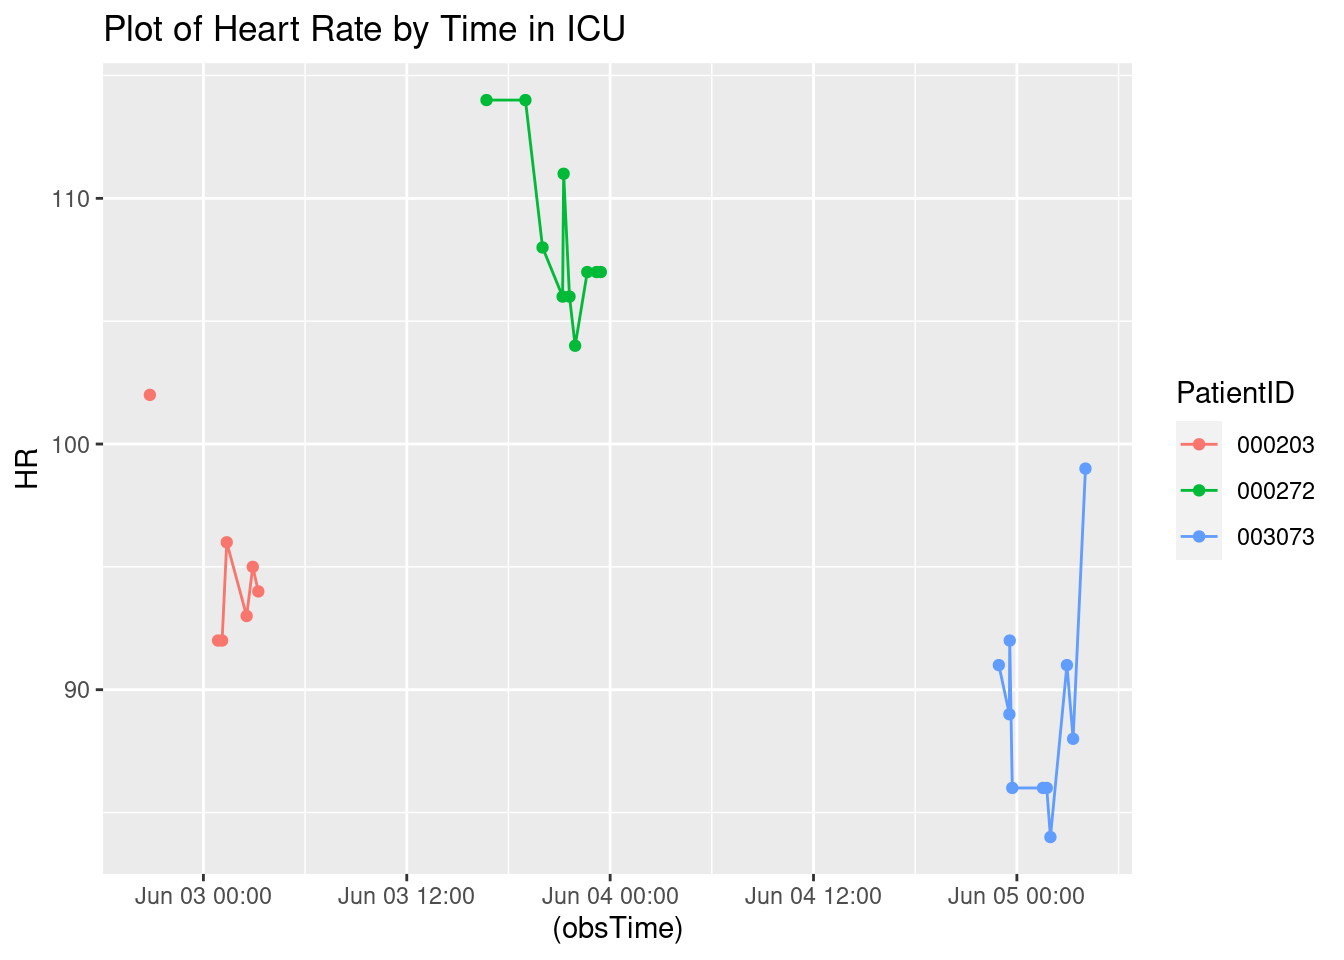 Plot of Heart Rate by Time in ICU
110
100
90
HR
Jun 03 00:00
Jun 03 12:00
Jun 04 00:00
Jun 04 12:00
Jun 05 00:00
(obsTime)
PatientID
000203
000272
003073